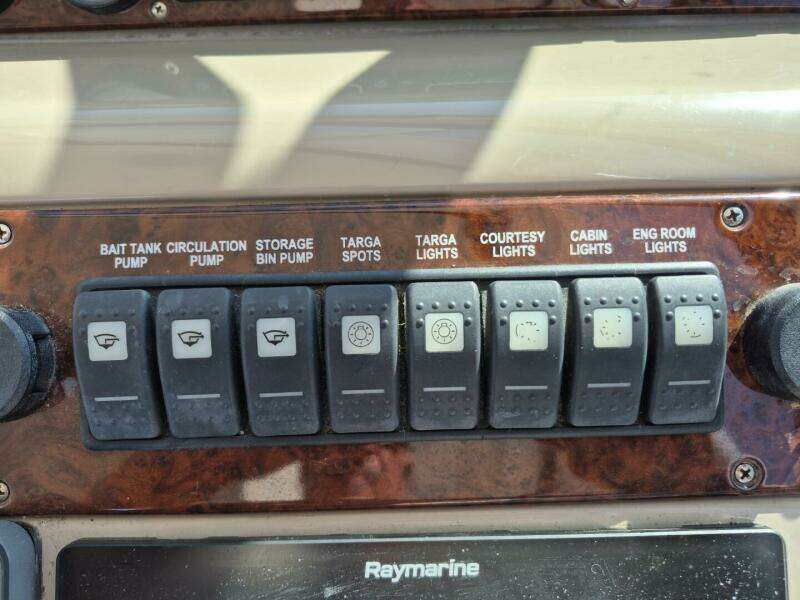 BAIT TANK PUMP
CIRCULATION PUMP
STORAGE BIN PUMP
TARGA SPOTS
TARGA LIGHTS
COURTESY LIGHTS
CABIN LIGHTS
ENG ROOM LIGHTS
Raymarine